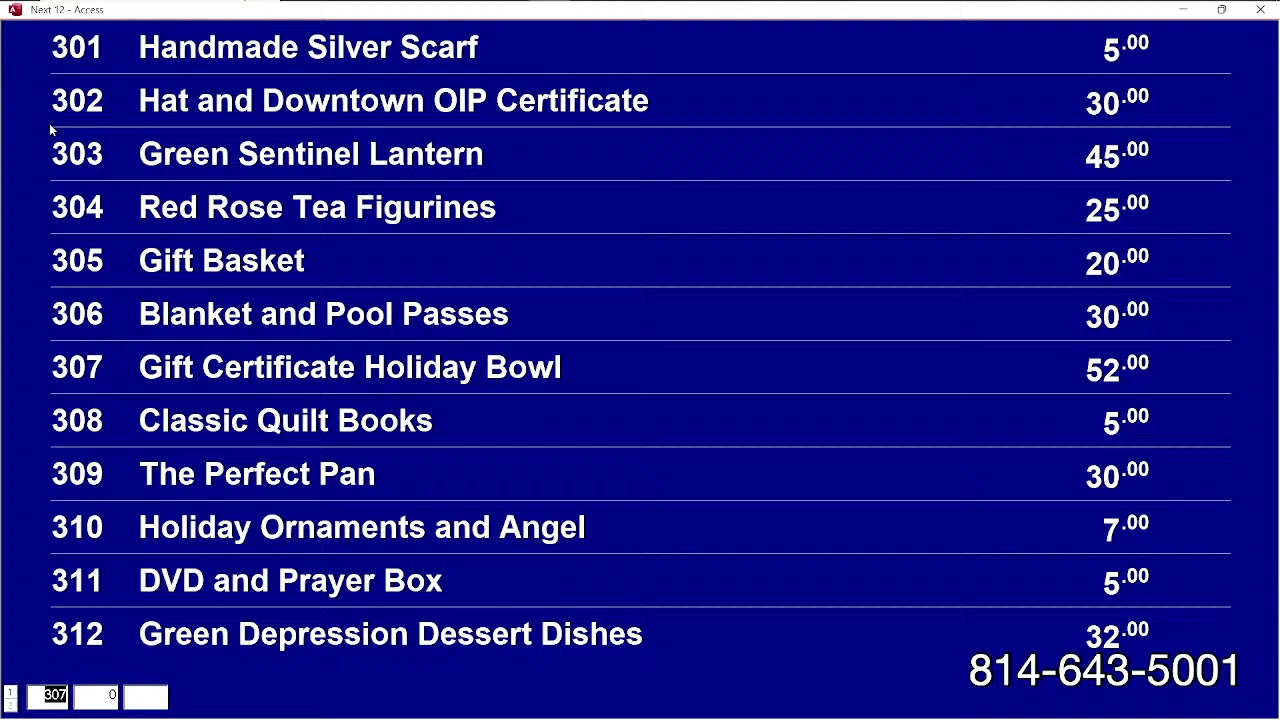 Next 12 - Access
301 Handmade Silver Scarf 5.00
302 Hat and Downtown OIP Certificate 30.00
303 Green Sentinel Lantern 45.00
304 Red Rose Tea Figurines 25.00
305 Gift Basket 20.00
306 Blanket and Pool Passes 30.00
307 Gift Certificate Holiday Bowl 52.00
308 Classic Quilt Books 5.00
309 The Perfect Pan 30.00
310 Holiday Ornaments and Angel 7.00
311 DVD and Prayer Box 5.00
312 Green Depression Dessert Dishes 32.00
814-643-5001
1
2
307 0